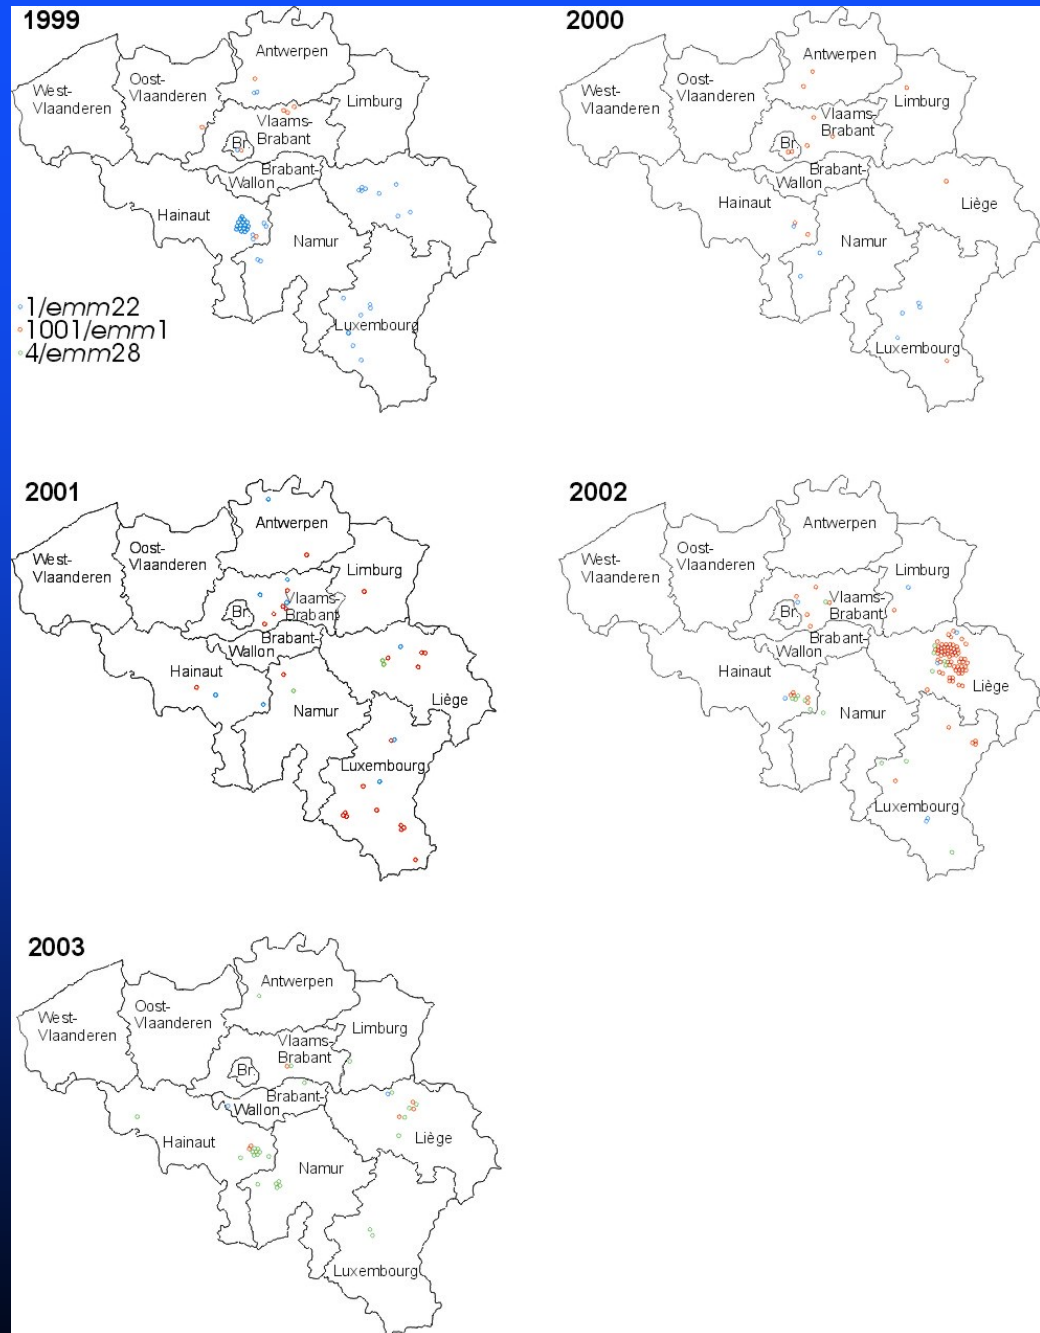 1999
Antwerpen
West-
Vlaanderen
Oost-
Vlaanderen
Limburg
Vlaams-
Brabant
Br.
Brabant-
Wallon
Hainaut
Namur
Luxembourg
1/emm22
1001/emm1
4/emm28
2000
Antwerpen
West-
Vlaanderen
Oost-
Vlaanderen
Limburg
Vlaams-
Brabant
Br.
Brabant-
Wallon
Hainaut
Liège
Namur
Luxembourg
2001
Antwerpen
West-
Vlaanderen
Oost-
Vlaanderen
Limburg
Vlaams-
Brabant
Br.
Brabant-
Wallon
Hainaut
Liège
Namur
Luxembourg
2002
Antwerpen
West-
Vlaanderen
Oost-
Vlaanderen
Limburg
Vlaams-
Brabant
Br.
Brabant-
Wallon
Hainaut
Liège
Namur
Luxembourg
2003
Antwerpen
West-
Vlaanderen
Oost-
Vlaanderen
Limburg
Vlaams-
Brabant
Br.
Brabant-
Wallon
Hainaut
Liège
Namur
Luxembourg